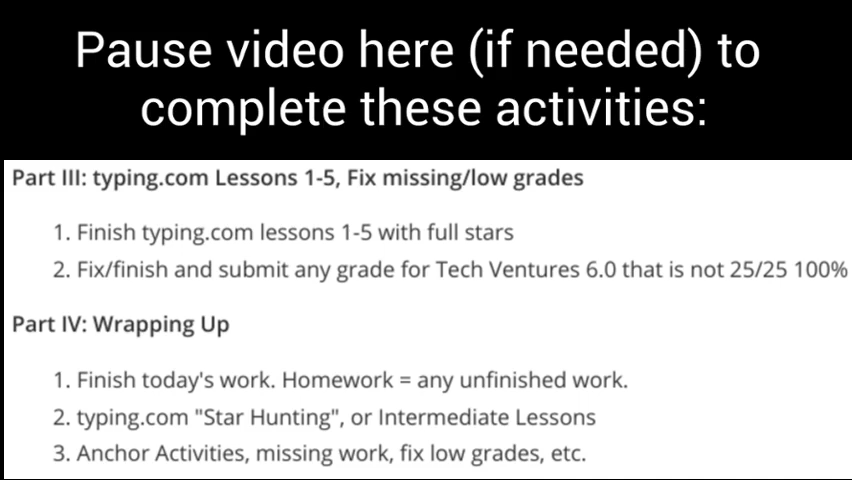 Pause video here (if needed) to
complete these activities:
Part III: typing.com Lessons 1-5, Fix missing/low grades
1. Finish typing.com lessons 1-5 with full stars
2. Fix/finish and submit any grade for Tech Ventures 6.0 that is not 25/25 100%
Part IV: Wrapping Up
1. Finish today's work. Homework = any unfinished work.
2. typing.com "Star Hunting", or Intermediate Lessons
3. Anchor Activities, missing work, fix low grades, etc.